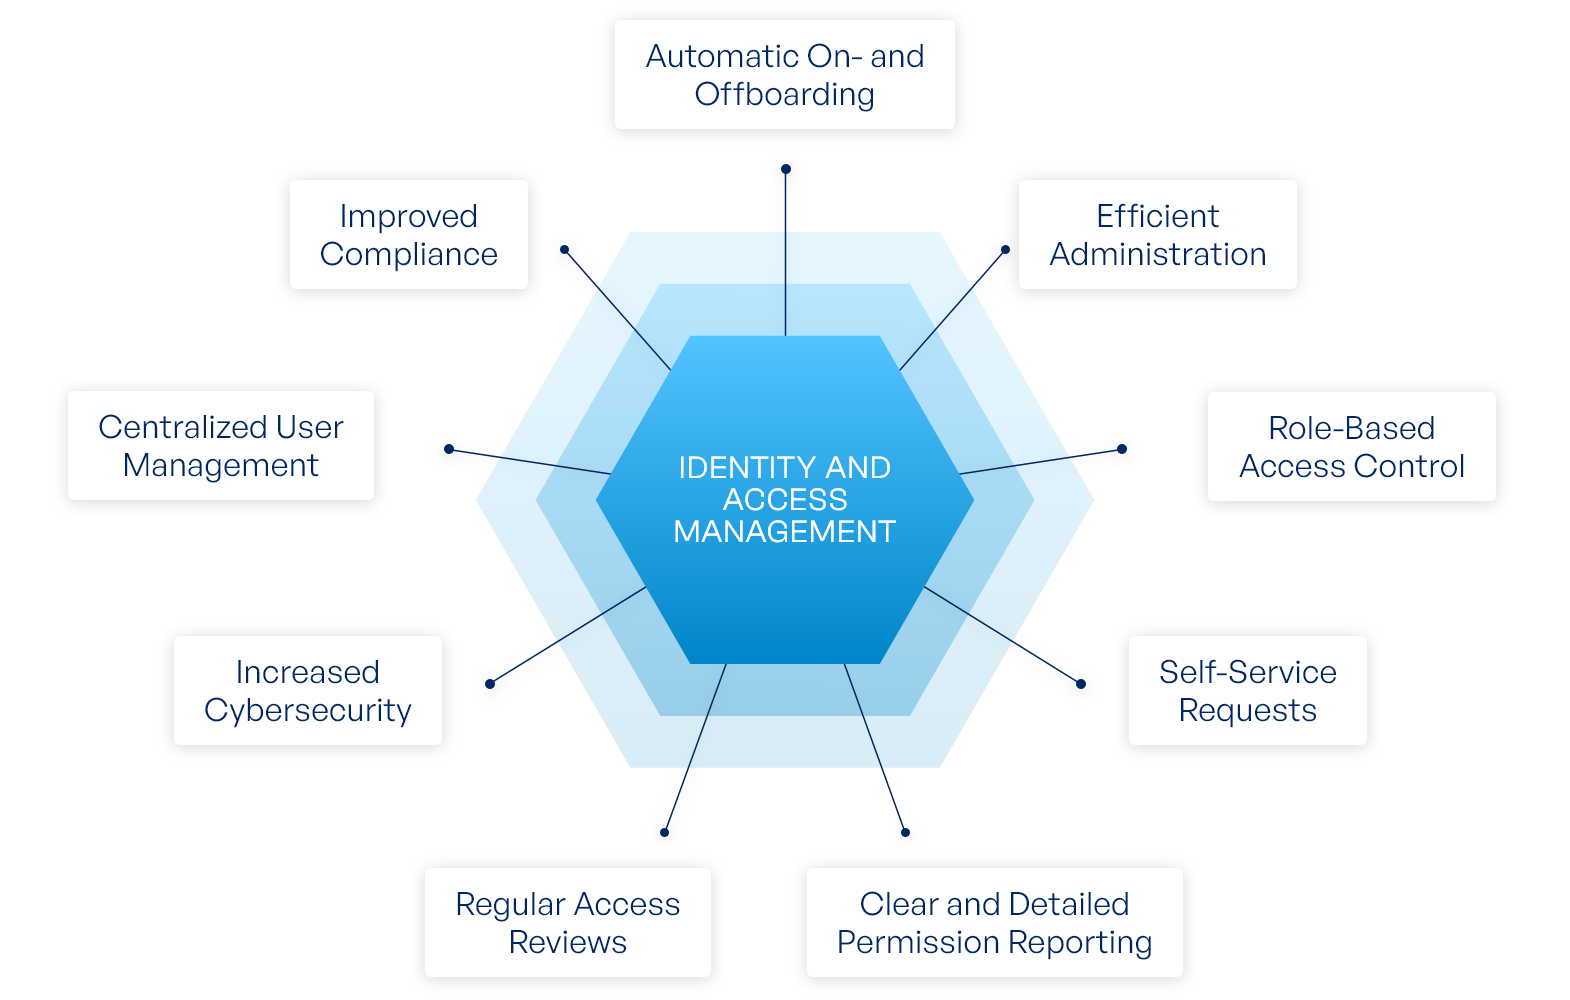 Automatic On- and
Offboarding
Improved
Compliance
Efficient
Administration
Centralized User
Management
Role-Based
Access Control
IDENTITY AND
ACCESS
MANAGEMENT
Increased
Cybersecurity
Self-Service
Requests
Regular Access
Reviews
Clear and Detailed
Permission Reporting